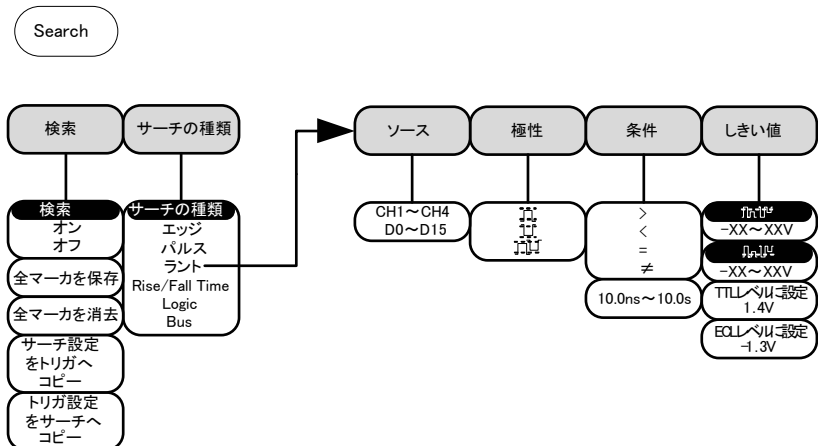 Search
検索
サーチの種類
ソース
極性
条件
しきい値
検索
オン
オフ
全マーカを保存
全マーカを消去
サーチ設定
をトリガへ
コピー
トリガ設定
をサーチへ
コピー
サーチの種類
エッジ
パルス
ラント
Rise/Fall Time
Logic
Bus
CH1～CH4
D0～D15
>
<
=
≠
10.0ns～10.0s
-XX～XXV
-XX～XXV
TTLレベルに設定
1.4V
ECLレベルに設定
-1.3V